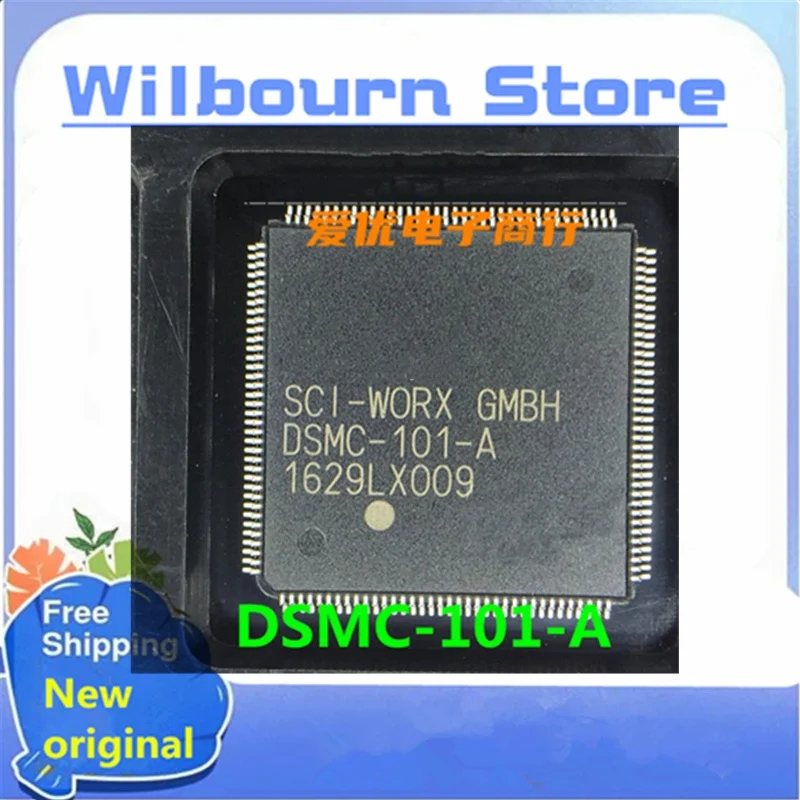 Wilbourn Store
爱优电子商行
SCI-WORX GMBH
DSMC-101-A
1629LX009
DSMC-101-A
Free
Shipping
New
original